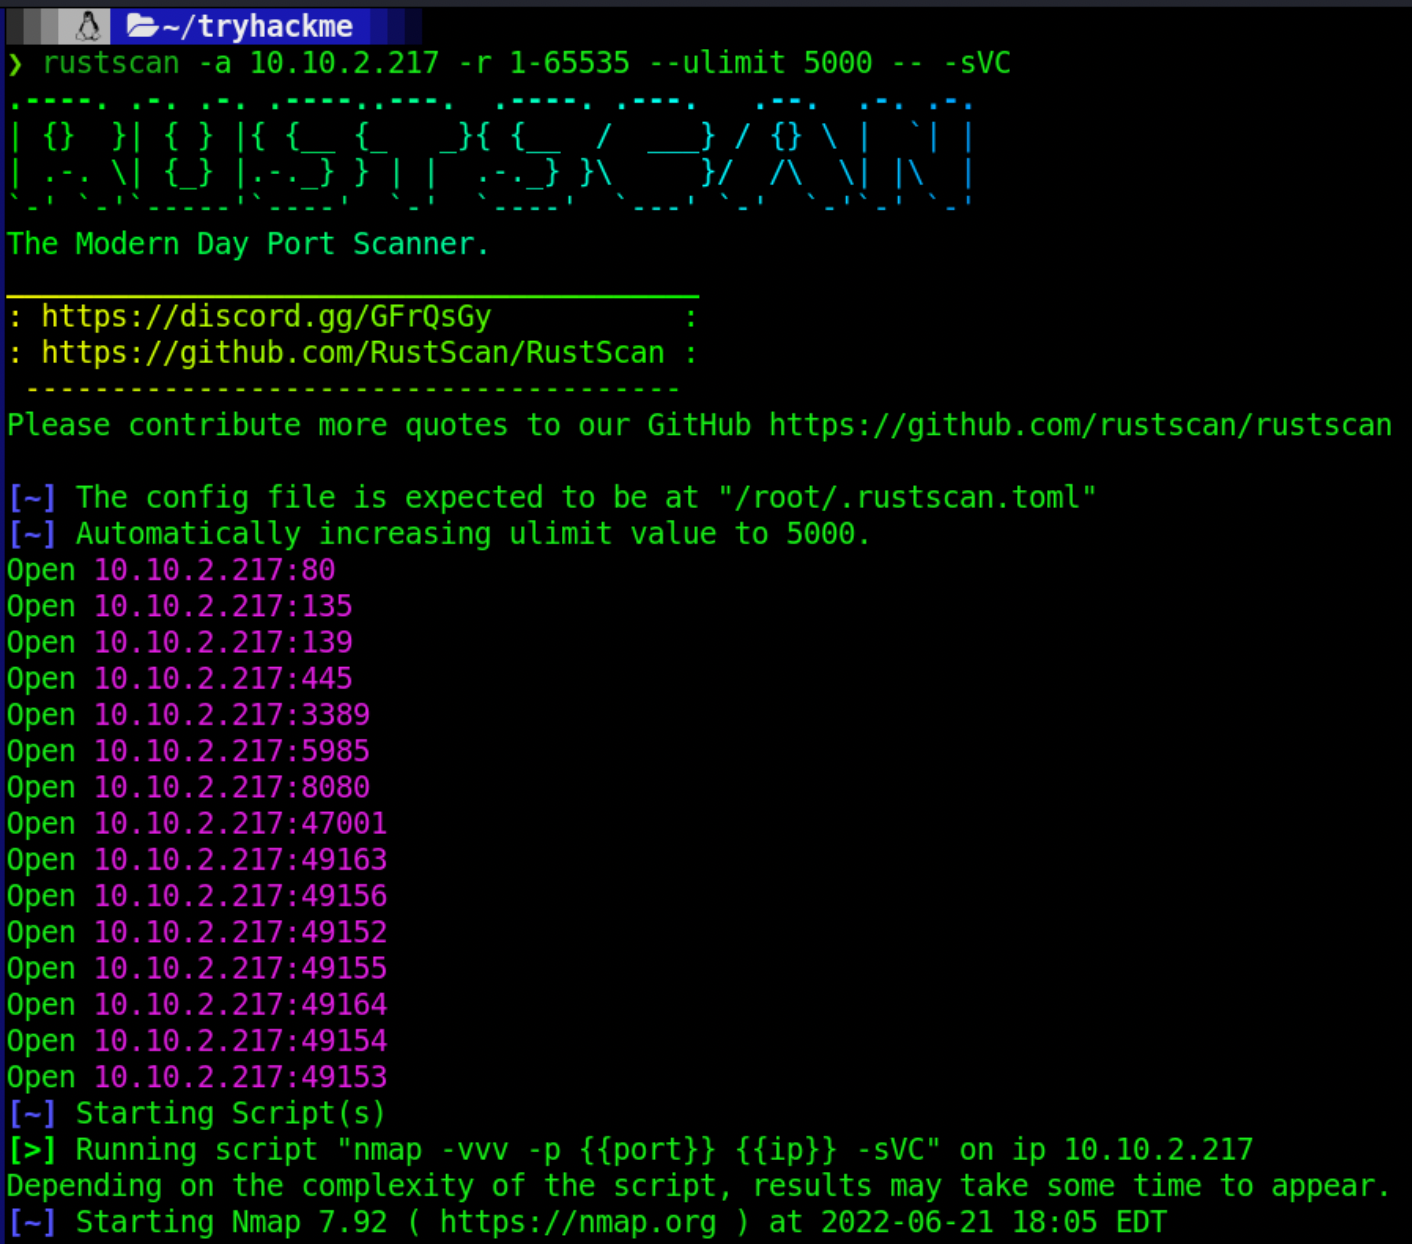 ~/tryhackme
❯ rustscan -a 10.10.2.217 -r 1-65535 --ulimit 5000 -- -sVC
.----. .-. .-. .----..---.  .----. .---.   .--.  .-. .-.
| {}  }| { } |{ {__ {_   _}{ {__  /  ___} / {} \ |  `| |
| .-. \| {_} |.-._} } | |  .-._} }\     }/  /\  \| |\  |
`-' `-'`-----'`----'  `-'  `----'  `---' `-'  `-'`-' `-'
The Modern Day Port Scanner.
________________________________________
: https://discord.gg/GFrQsGy           :
: https://github.com/RustScan/RustScan :
 --------------------------------------
Please contribute more quotes to our GitHub https://github.com/rustscan/rustscan
[~] The config file is expected to be at "/root/.rustscan.toml"
[~] Automatically increasing ulimit value to 5000.
Open 10.10.2.217:80
Open 10.10.2.217:135
Open 10.10.2.217:139
Open 10.10.2.217:445
Open 10.10.2.217:3389
Open 10.10.2.217:5985
Open 10.10.2.217:8080
Open 10.10.2.217:47001
Open 10.10.2.217:49163
Open 10.10.2.217:49156
Open 10.10.2.217:49152
Open 10.10.2.217:49155
Open 10.10.2.217:49164
Open 10.10.2.217:49154
Open 10.10.2.217:49153
[~] Starting Script(s)
[>] Running script "nmap -vvv -p {{port}} {{ip}} -sVC" on ip 10.10.2.217
Depending on the complexity of the script, results may take some time to appear.
[~] Starting Nmap 7.92 ( https://nmap.org ) at 2022-06-21 18:05 EDT